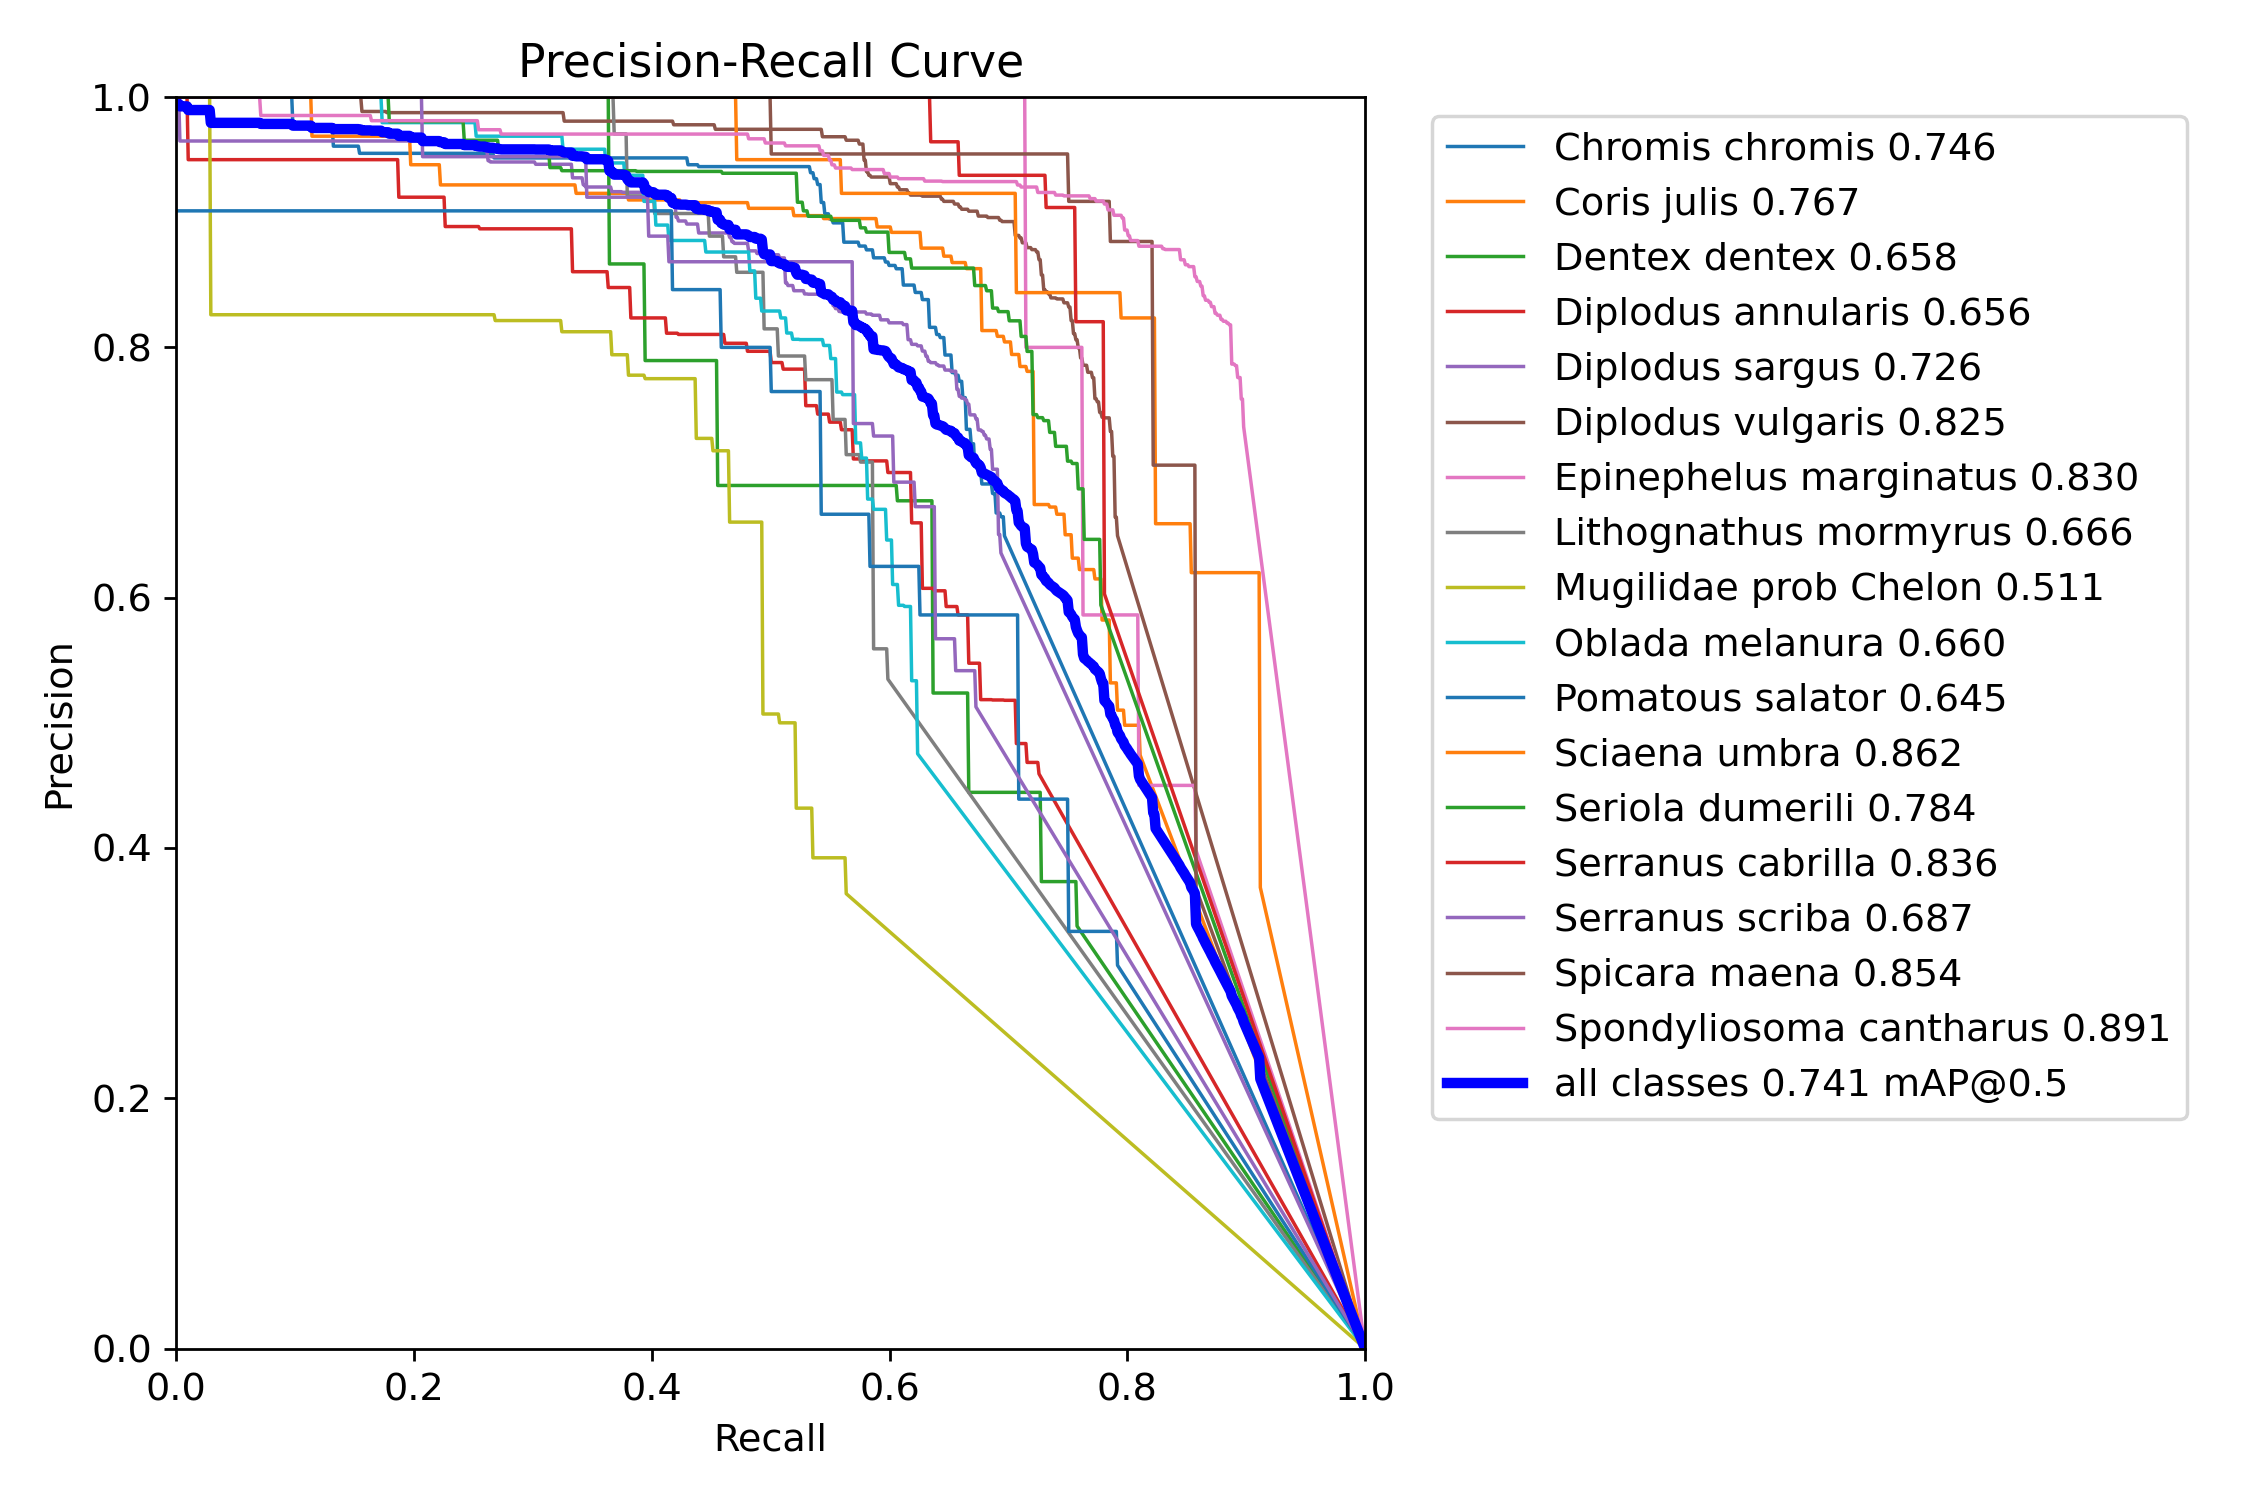 Precision-Recall Curve
1.0
0.8
0.6
0.4
0.2
0.0
Precision
0.0 0.2 0.4 0.6 0.8 1.0
Recall
Chromis chromis 0.746
Coris julis 0.767
Dentex dentex 0.658
Diplodus annularis 0.656
Diplodus sargus 0.726
Diplodus vulgaris 0.825
Epinephelus marginatus 0.830
Lithognathus mormyrus 0.666
Mugilidae prob Chelon 0.511
Oblada melanura 0.660
Pomatous salator 0.645
Sciaena umbra 0.862
Seriola dumerili 0.784
Serranus cabrilla 0.836
Serranus scriba 0.687
Spicara maena 0.854
Spondyliosoma cantharus 0.891
all classes 0.741 mAP@0.5